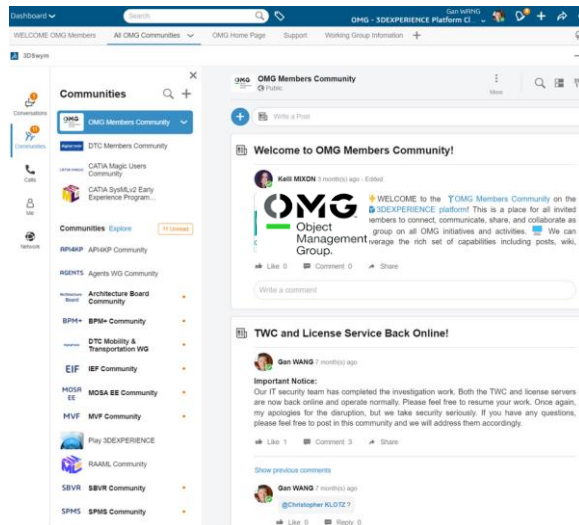 Dashboard
Search
Gan WANG
OMG - 3DEXPERIENCE Platform Cl...
WELCOME OMG Members
All OMG Communities
OMG Home Page
Support
Working Group Infomation
3DSwym
Conversations
Communities
11
Calls
Me
Network
Communities
OMG Members Community
DTC Members Community
CATIA Magic Users
Community
CATIA SysMLv2 Early
Experience Program...
Communities Explore 11 Unread
API4KP API4KP Community
AGENTS Agents WG Community
Architecture Board
Architecture Board
Community
BPM+ BPM+ Community
DTC Mobility &
Transportation WG
EIF IEF Community
MOSA EE MOSA EE Community
MVF MVF Community
Play 3DEXPERIENCE
RAAML Community
SBVR SBVR Community
SPMS SPMS Community
OMG OMG Members Community
Public
More
Write a Post
Welcome to OMG Members Community!
Kelli MIXON 3 month(s) ago - Edited
WELCOME to the OMG Members Community on the
3DEXPERIENCE platform! This is a place for all invited
members to connect, communicate, share, and collaborate as
group on all OMG initiatives and activities. We can
verage the rich set of capabilities including posts, wiki,
OMG
Object
Management
Group.
Like 0 Comment 0 Share
Write a comment
TWC and License Service Back Online!
Gan WANG 7 month(s) ago
Important Notice:
Our IT security team has completed the investigation work. Both the TWC and license servers
are now back online and operate normally. Please feel free to resume your work. Once again,
my apologies for the disruption, but we take security seriously. If you have any questions,
please feel free to post in this community and we will address them accordingly.
Like 1 Comment 3 Share
Show previous comments
Gan WANG 7 month(s) ago
@Christopher KLOTZ ?
Like 0 Reply 0